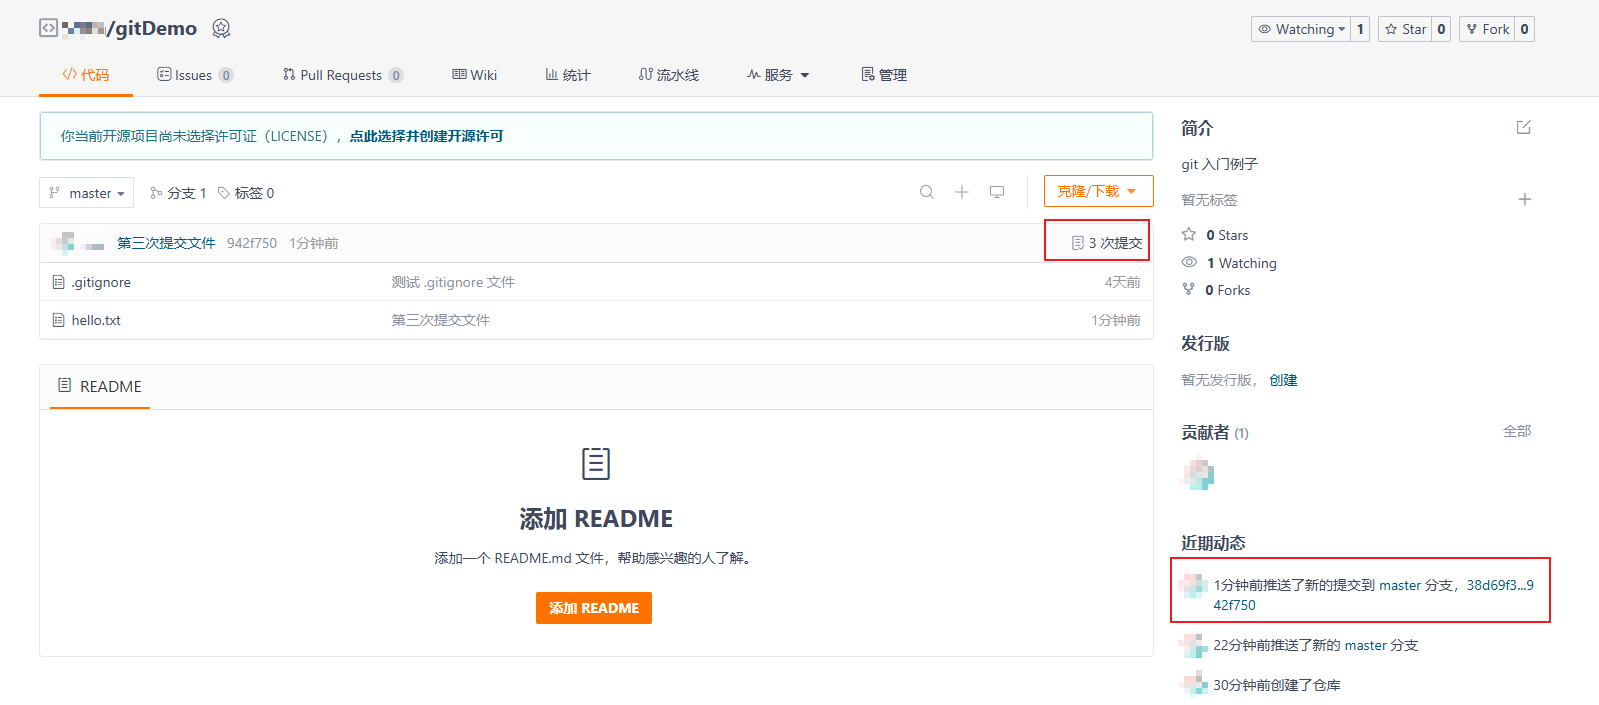 /gitDemo
Watching 1 Star 0 Fork 0
代码 Issues 0 Pull Requests 0 Wiki 统计 流水线 服务 管理
你当前开源项目尚未选择许可证（LICENSE），点此选择并创建开源许可
master 分支 1 标签 0 克隆/下载
第三次提交文件 942f750 1分钟前 3 次提交
.gitignore 测试 .gitignore 文件 4天前
hello.txt 第三次提交文件 1分钟前
README
添加 README
添加一个 README.md 文件，帮助感兴趣的人了解。
添加 README
简介
git 入门例子
暂无标签
0 Stars
1 Watching
0 Forks
发行版
暂无发行版，创建
贡献者 (1) 全部
近期动态
1分钟前推送了新的提交到 master 分支，38d69f3...9
42f750
22分钟前推送了新的 master 分支
30分钟前创建了仓库